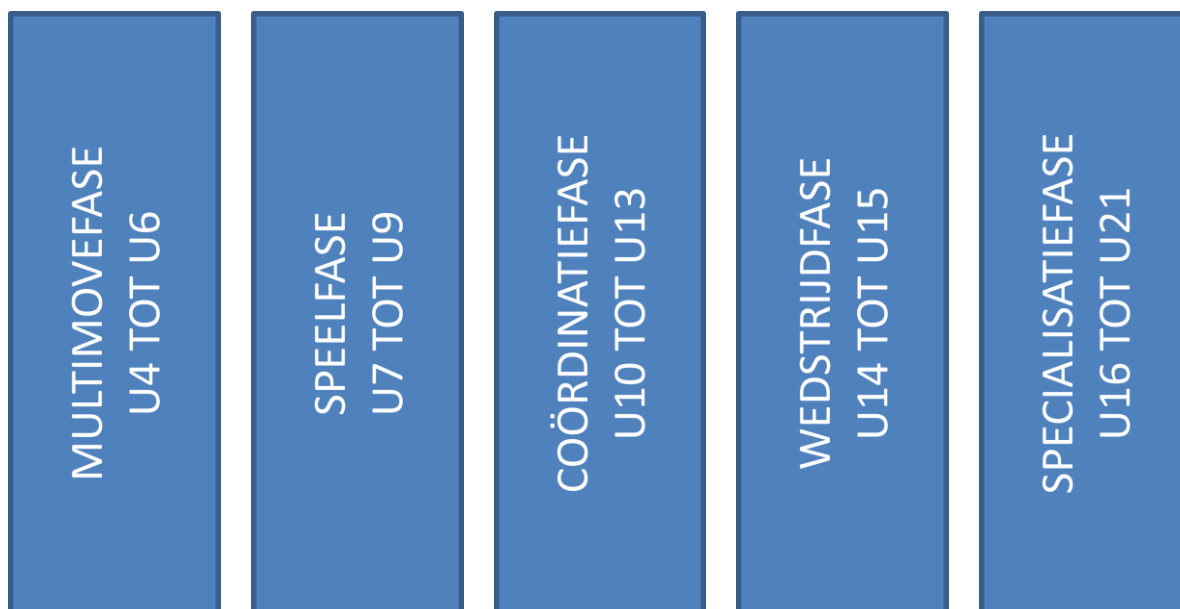 MULTIMOVEFASE
U4 TOT U6
SPEELFASE
U7 TOT U9
COÖRDINATIEFASE
U10 TOT U13
WEDSTRIJDFASE
U14 TOT U15
SPECIALISATIEFASE
U16 TOT U21